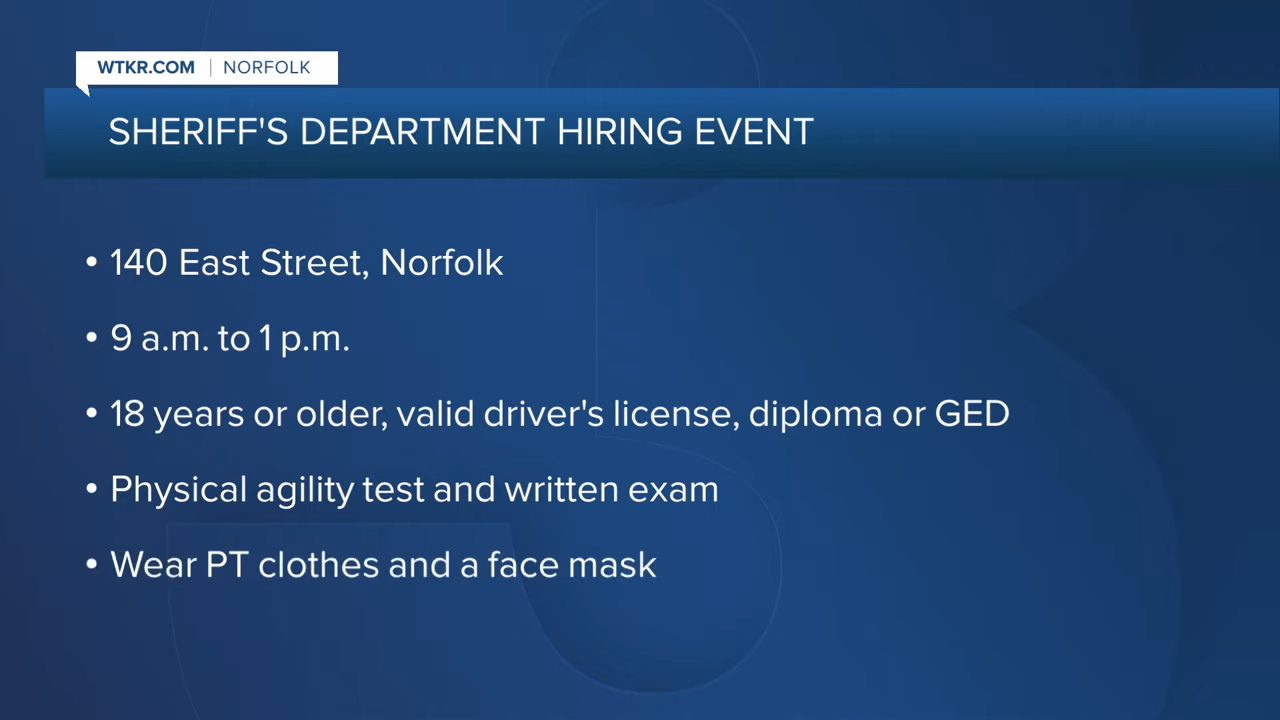 WTKR.COM | NORFOLK
SHERIFF'S DEPARTMENT HIRING EVENT
• 140 East Street, Norfolk
• 9 a.m. to 1 p.m.
• 18 years or older, valid driver's license, diploma or GED
• Physical agility test and written exam
• Wear PT clothes and a face mask